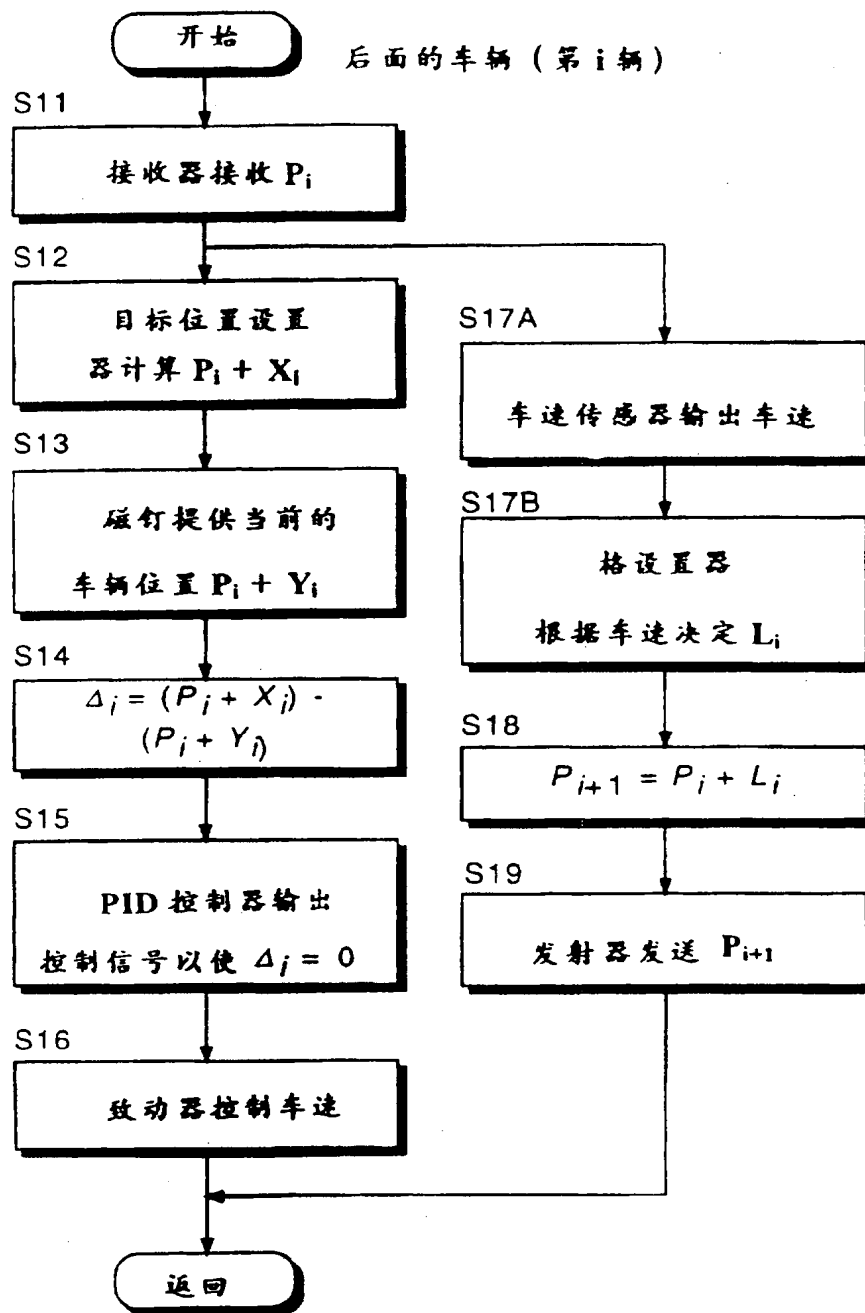 开始
后面的车辆(第 i 辆)
S11
接收器接收 Pi
S12
目标位置设置
器计算 Pi + Xi
S13
磁钉提供当前的
车辆位置 Pi + Yi
S14
Δi = (Pi + Xi) -
(Pi + Yi)
S15
PID 控制器输出
控制信号以使 Δi = 0
S16
致动器控制车速
S17A
车速传感器输出车速
S17B
格设置器
根据车速决定 Li
S18
Pi+1 = Pi + Li
S19
发射器发送 Pi+1
返回